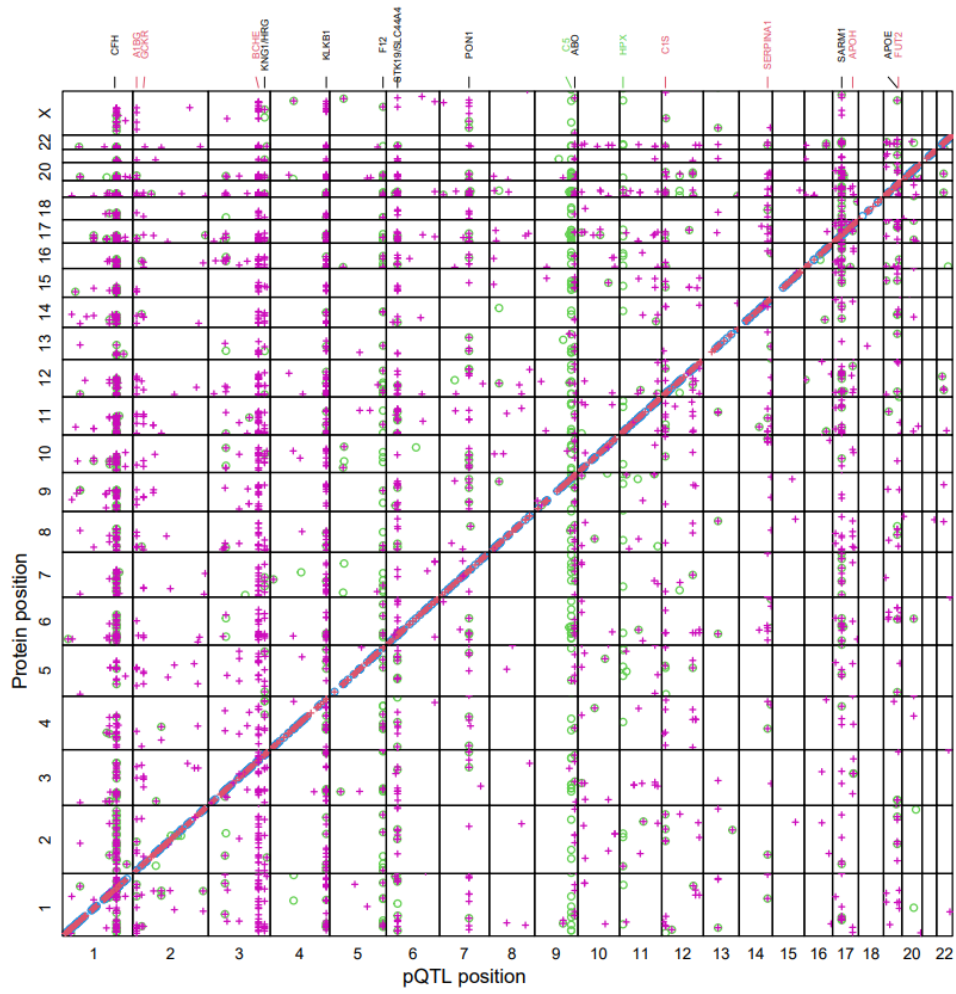 CFH
A1BG
GCKR
BCHE
KNG1/HRG
KLKB1
F12
STK19/SLC44A4
PON1
C5
ABO
HPX
C1S
SERPINA1
SARM1
APOH
APOE
FUT2
X
22
20
18
17
16
15
14
13
12
11
10
9
8
7
6
5
4
3
2
1
Protein position
1 2 3 4 5 6 7 8 9 10 11 12 13 14 15 16 17 18 20 22
pQTL position